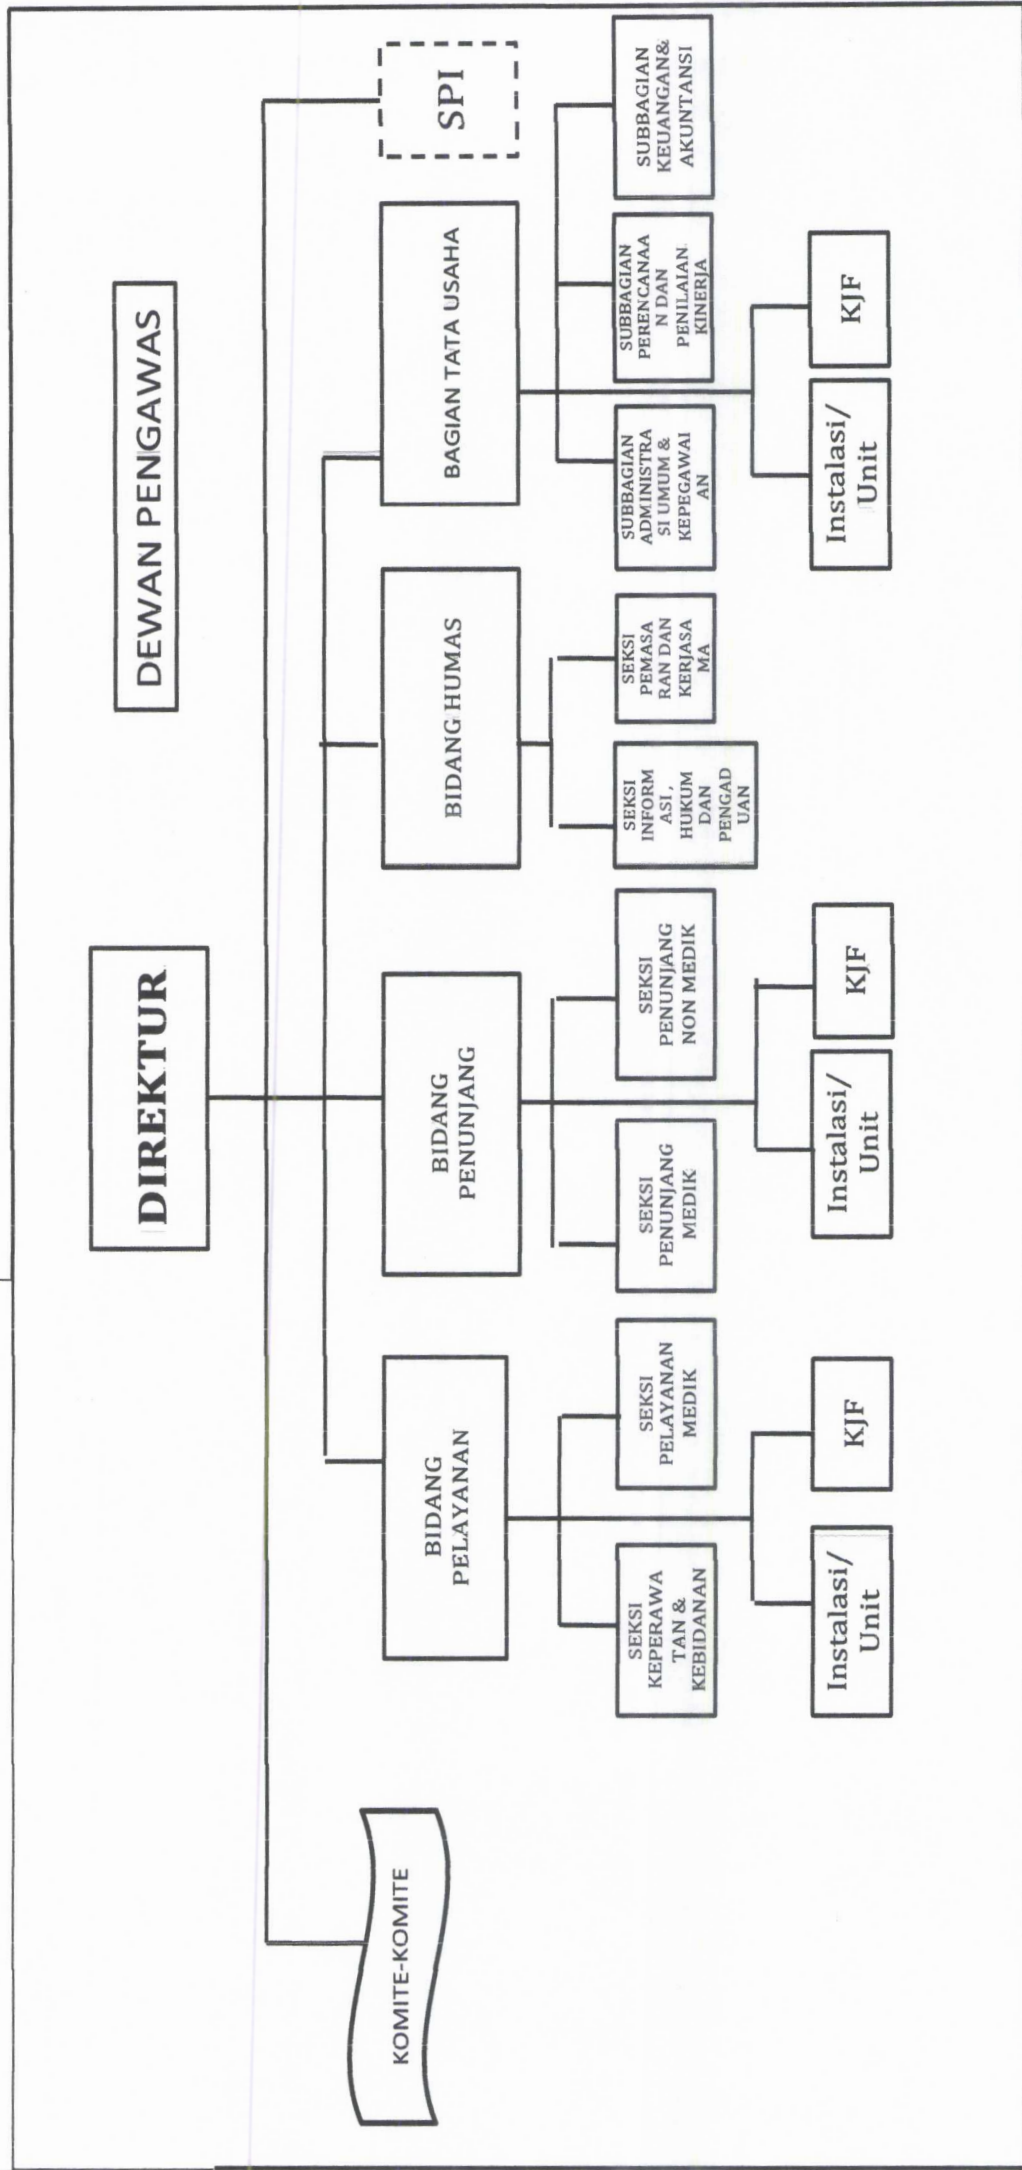 DEWAN PENGAWAS
DIREKTUR
KOMITE-KOMITE
SPI
BIDANG
PELAYANAN
BIDANG
PENUNJANG
BIDANG HUMAS
BAGIAN TATA USAHA
SEKSI
KEPERAWA
TAN &
KEBIDANAN
SEKSI
PELAYANAN
MEDIK
SEKSI
PENUNJANG
MEDIK
SEKSI
PENUNJANG
NON MEDIK
SEKSI
INFORM
ASI,
HUKUM
DAN
PENGAD
UAN
SEKSI
PEMASA
RAN DAN
KERJASA
MA
SUBBAGIAN
ADMINISTRA
SI UMUM &
KEPEGAWAI
AN
SUBBAGIAN
PERENCANAA
N DAN
PENILAIAN
KINERJA
SUBBAGIAN
KEUANGAN&
AKUNTANSI
Instalasi/
Unit
KJF
Instalasi/
Unit
KJF
Instalasi/
Unit
KJF